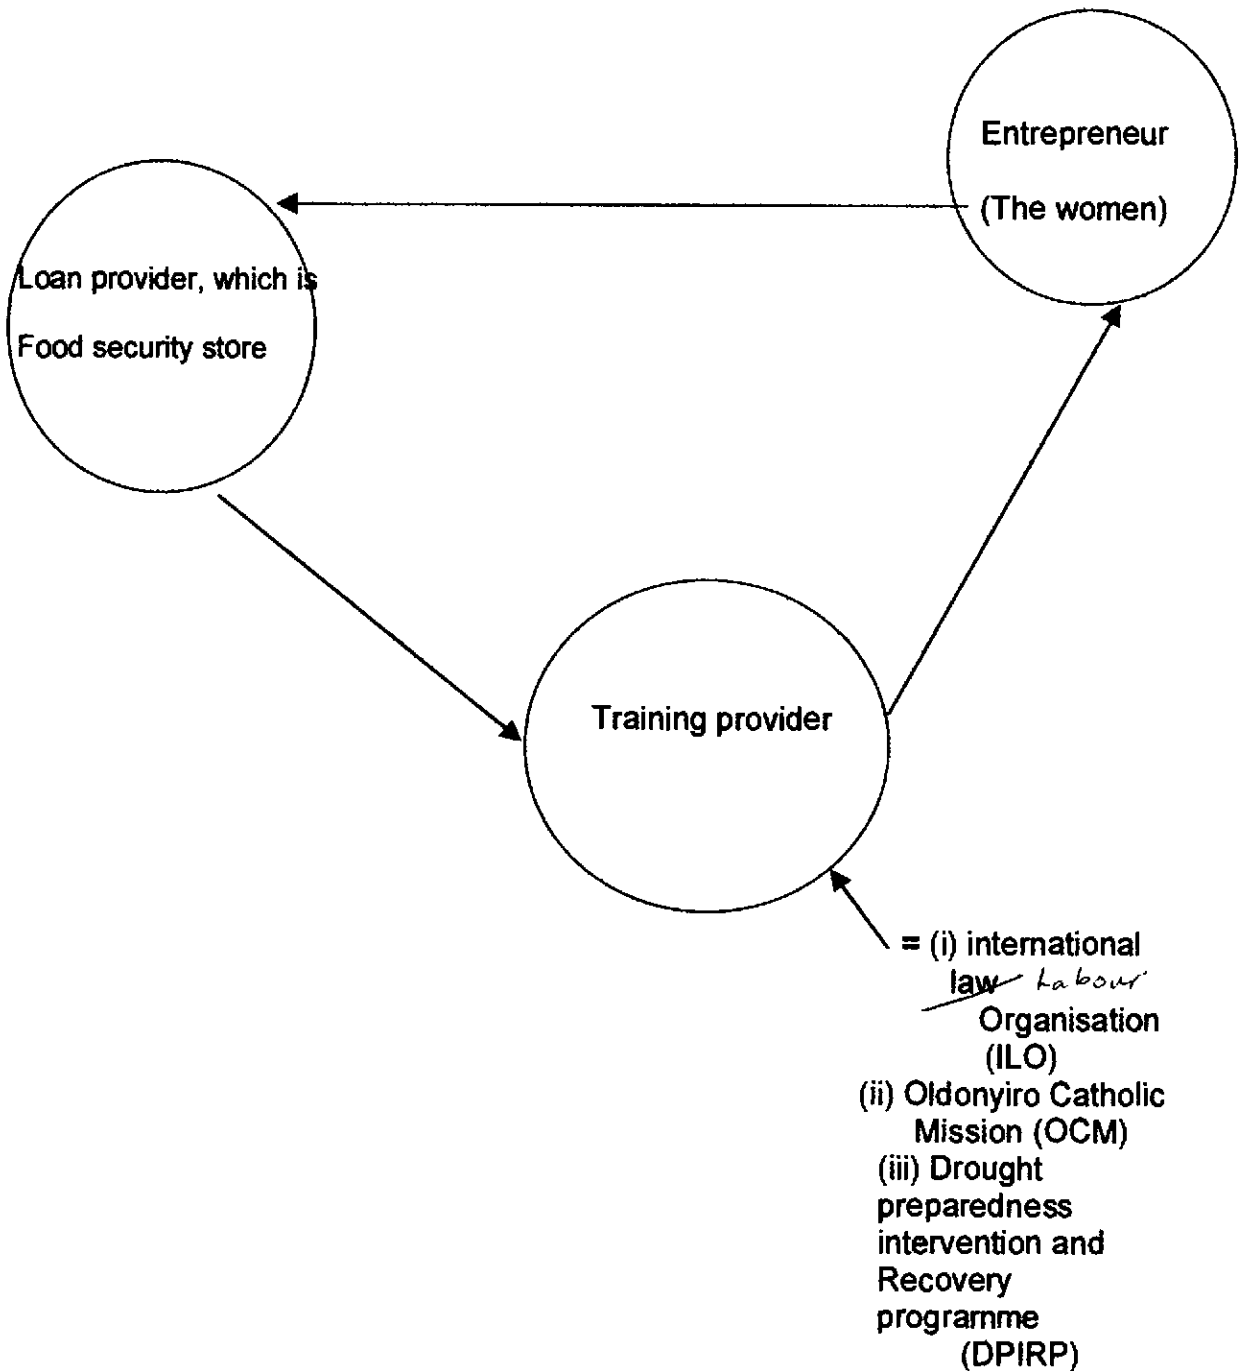 Entrepreneur
(The women)
Loan provider, which is
Food security store
Training provider
= (i) international
law Labour
Organisation
(ILO)
(ii) Oldonyiro Catholic
Mission (OCM)
(iii) Drought
preparedness
intervention and
Recovery
programme
(DPIRP)